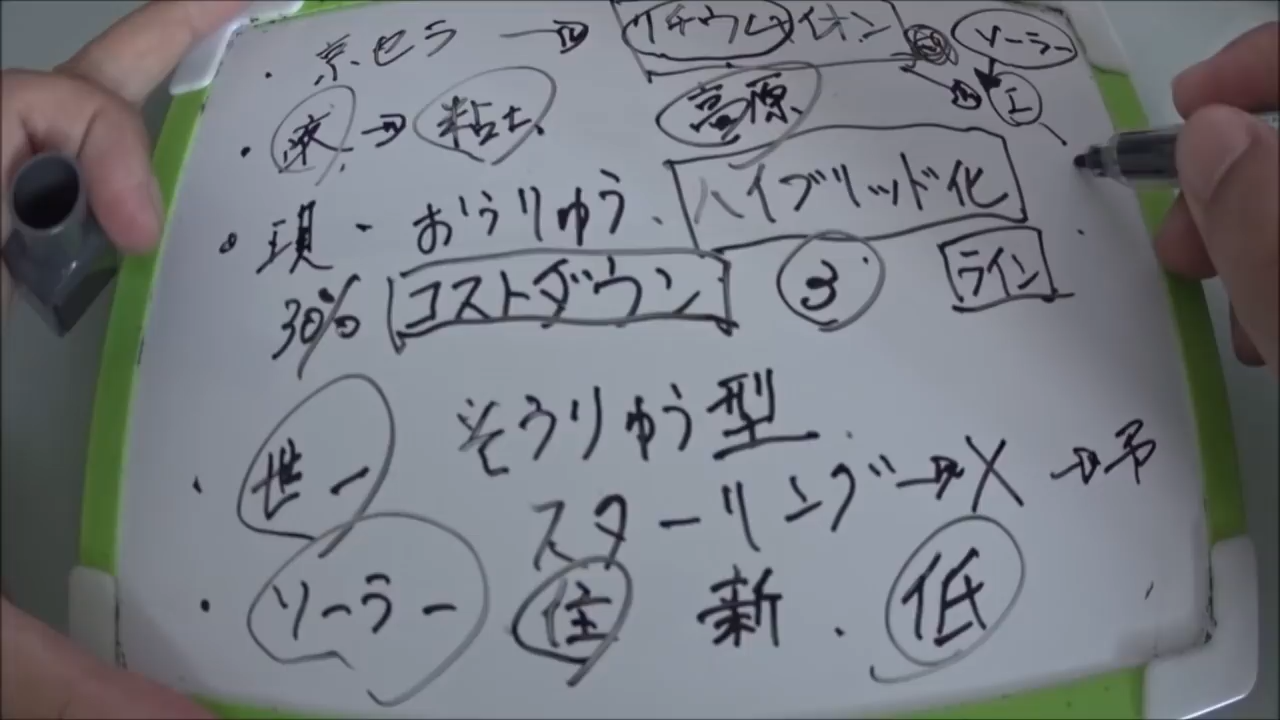 ・京セラ → リチウムイオン ソーラー
エ
・液 → 粘土 高原
・現・おうりゅう、ハイブリッド化
30% コストダウン 3 ライン
そうりゅう型
・世一
スターリング → X →
・ソーラー 住 新、低